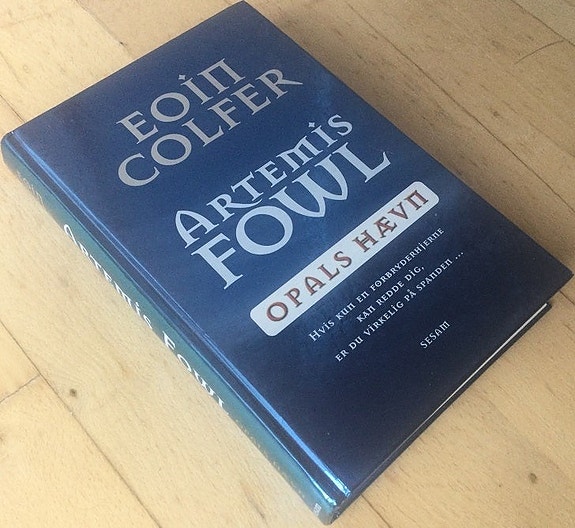 EOIN
COLFER
ARTEMIS
FOWL
OPALS HÆVN
HVIS KUN EN FORBRYDERHJERNE
KAN REDDE DIG,
ER DU VIRKELIG PÅ SPANDEN ...
SESAM
ARTEMIS FOWL